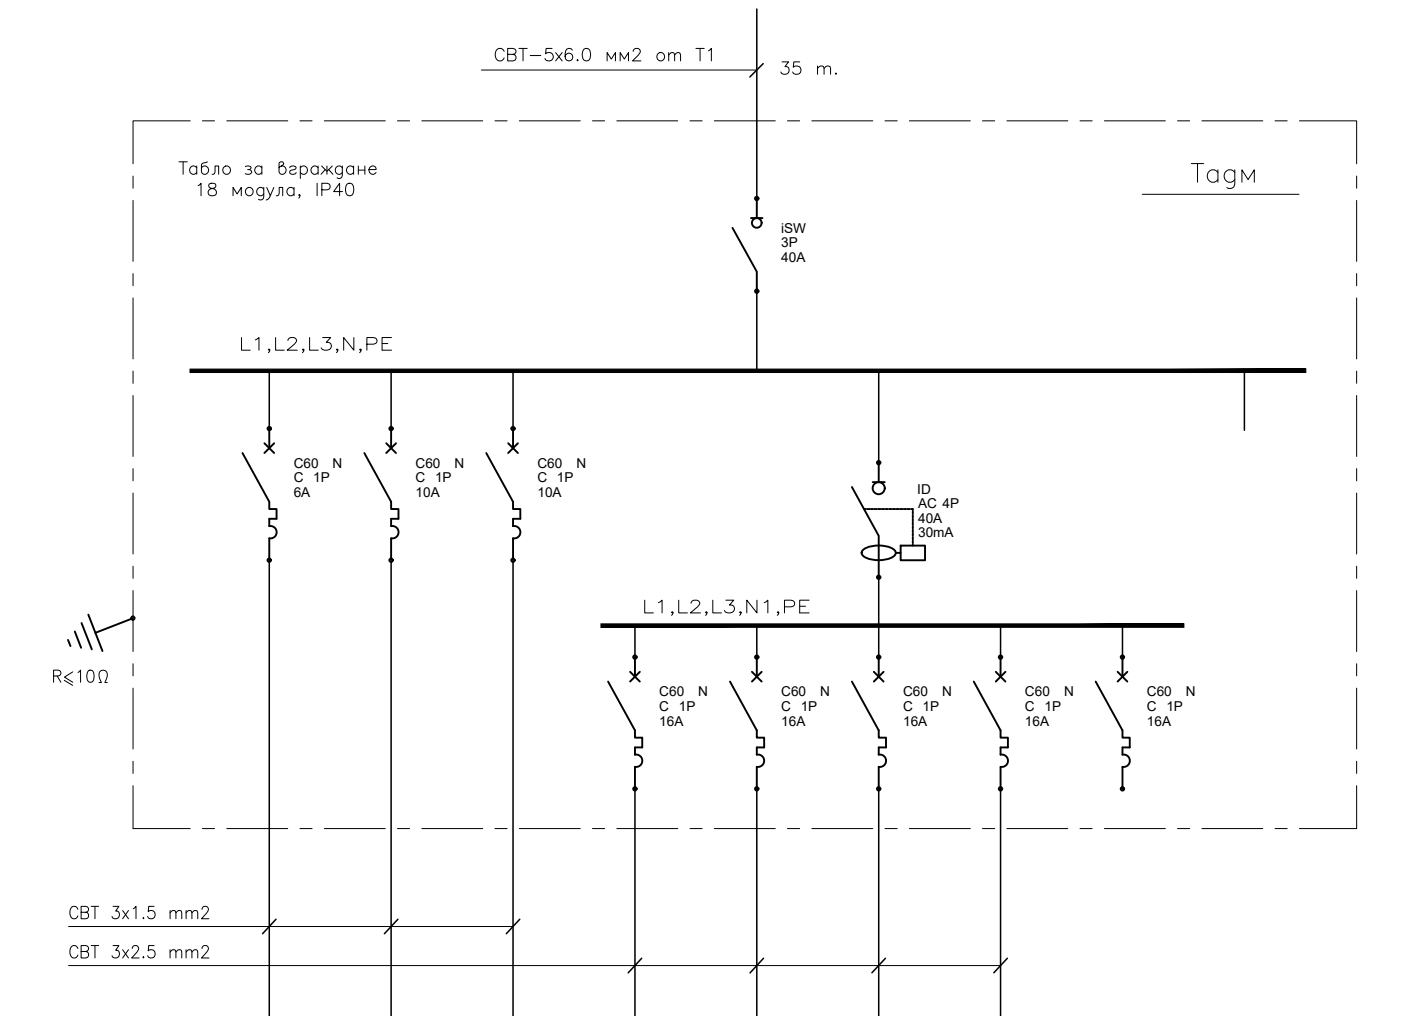 СВТ-5x6.0 мм2 от Т1
35 m.
Табло за вграждане
18 модула, IP40
Тадм
iSW
3P
40A
L1,L2,L3,N,PE
C60 N
C 1P
6A
C60 N
C 1P
10A
C60 N
C 1P
10A
ID
AC 4P
40A
30mA
L1,L2,L3,N1,PE
R⩽10Ω
C60 N
C 1P
16A
C60 N
C 1P
16A
C60 N
C 1P
16A
C60 N
C 1P
16A
C60 N
C 1P
16A
СВТ 3x1.5 mm2
СВТ 3x2.5 mm2